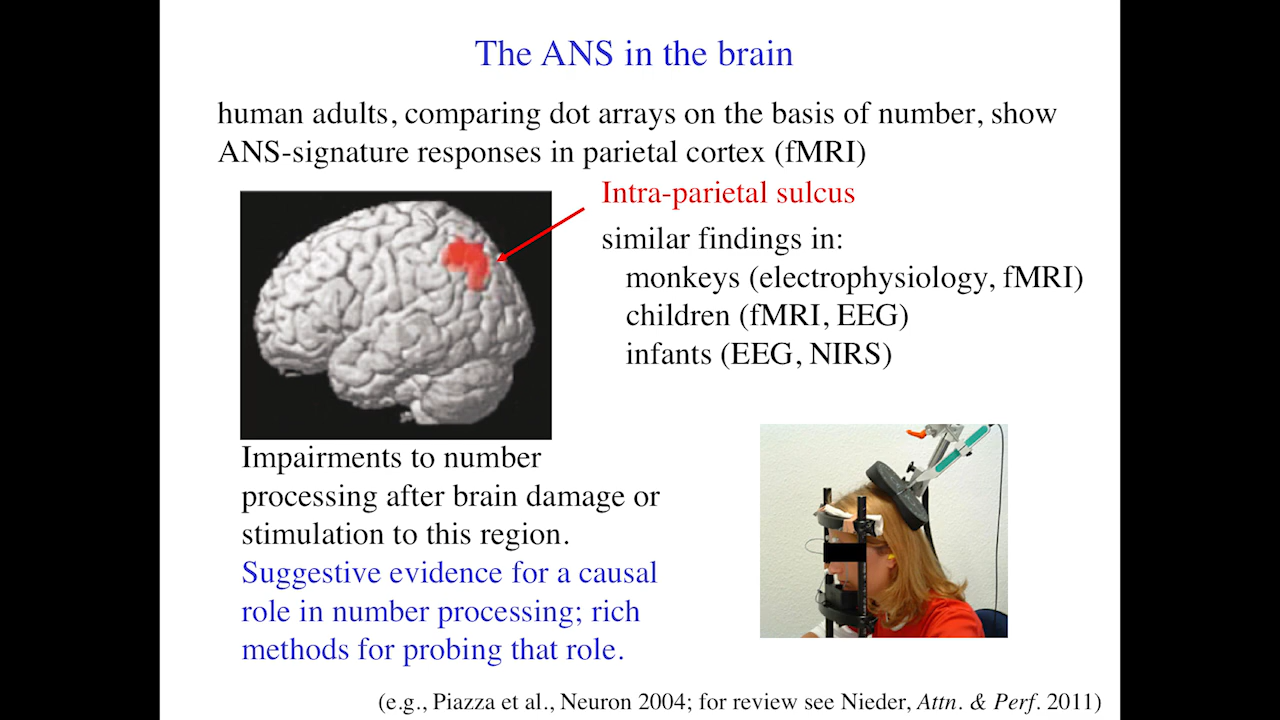 The ANS in the brain
human adults, comparing dot arrays on the basis of number, show
ANS-signature responses in parietal cortex (fMRI)
Intra-parietal sulcus
similar findings in:
monkeys (electrophysiology, fMRI)
children (fMRI, EEG)
infants (EEG, NIRS)
Impairments to number
processing after brain damage or
stimulation to this region.
Suggestive evidence for a causal
role in number processing; rich
methods for probing that role.
(e.g., Piazza et al., Neuron 2004; for review see Nieder, Attn. & Perf. 2011)